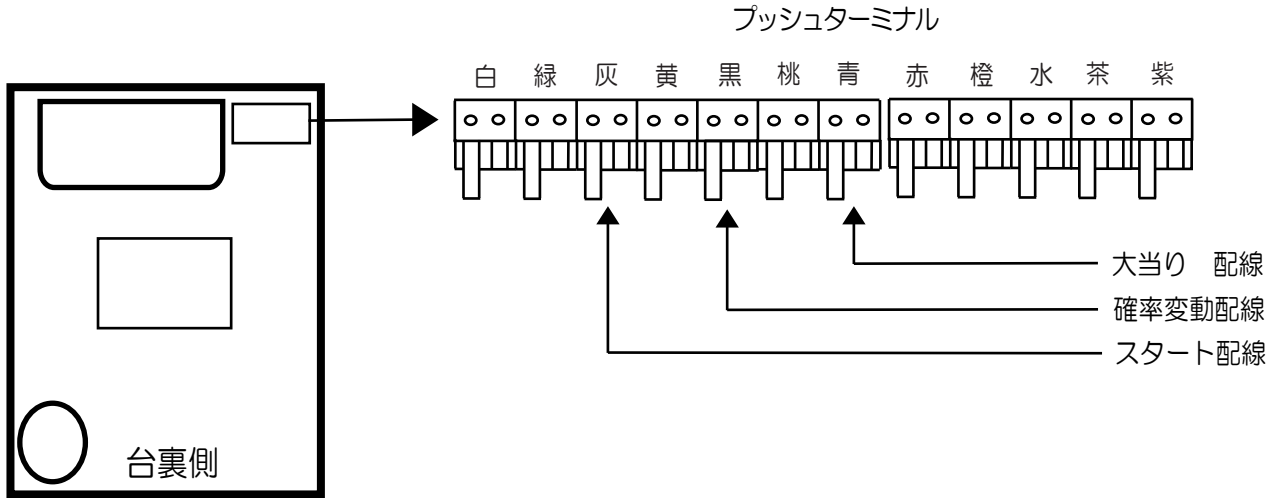 プッシュターミナル
白 緑 灰 黄 黒 桃 青 赤 橙 水 茶 紫
大当り 配線
確率変動配線
スタート配線
台裏側